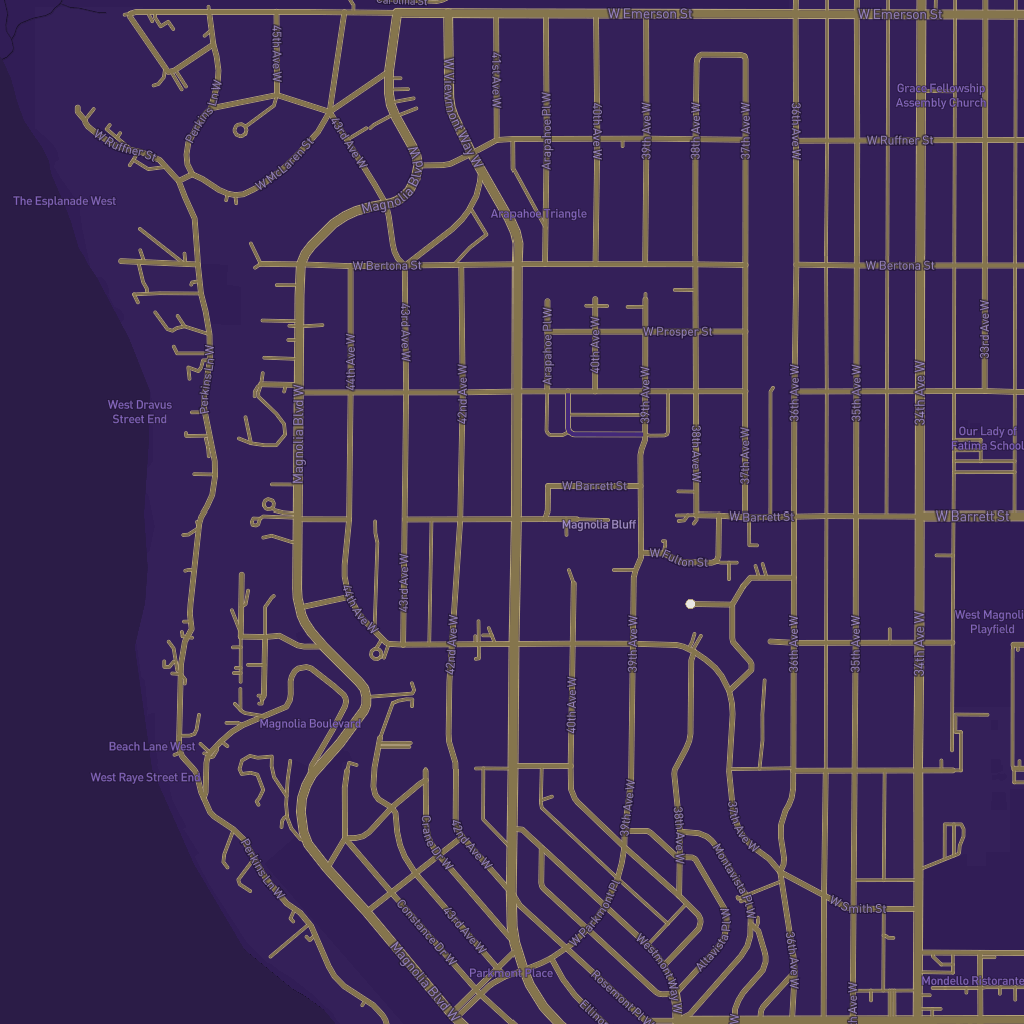 Carolina St
W Emerson St
W Emerson St
45th Ave W
41st Ave W
W Viewmont Way W
Grace Fellowship
Assembly Church
Perkins Ln W
43rd Ave W
Arapahoe Pl W
40th Ave W
39th Ave W
38th Ave W
37th Ave W
36th Ave W
W Ruffner St
W Ruffner St
W McLaren St
Magnolia Blvd W
The Esplanade West
Arapahoe Triangle
W Bertona St
W Bertona St
43rd Ave W
44th Ave W
Arapahoe Pl W
40th Ave W
W Prosper St
33rd Ave W
Perkins Ln W
42nd Ave W
39th Ave W
36th Ave W
35th Ave W
34th Ave W
West Dravus
Street End
Magnolia Blvd W
38th Ave W
37th Ave W
Our Lady of
Fatima School
W Barrett St
W Barrett St
W Barrett St
Magnolia Bluff
W Fulton St
43rd Ave W
44th Ave W
42nd Ave W
39th Ave W
36th Ave W
35th Ave W
34th Ave W
West Magnolia
Playfield
40th Ave W
Magnolia Boulevard
Beach Lane West
West Raye Street End
39th Ave W
38th Ave W
37th Ave W
Crane Dr W
42nd Ave W
Montavista Pl W
Perkins Ln W
Constance Dr W
43rd Ave W
W Parkmont Pl
Westmont Way W
Altavista Pl W
W Smith St
36th Ave W
Magnolia Blvd W
Parkmont Place
Rosemont Pl W
Mondello Ristorante